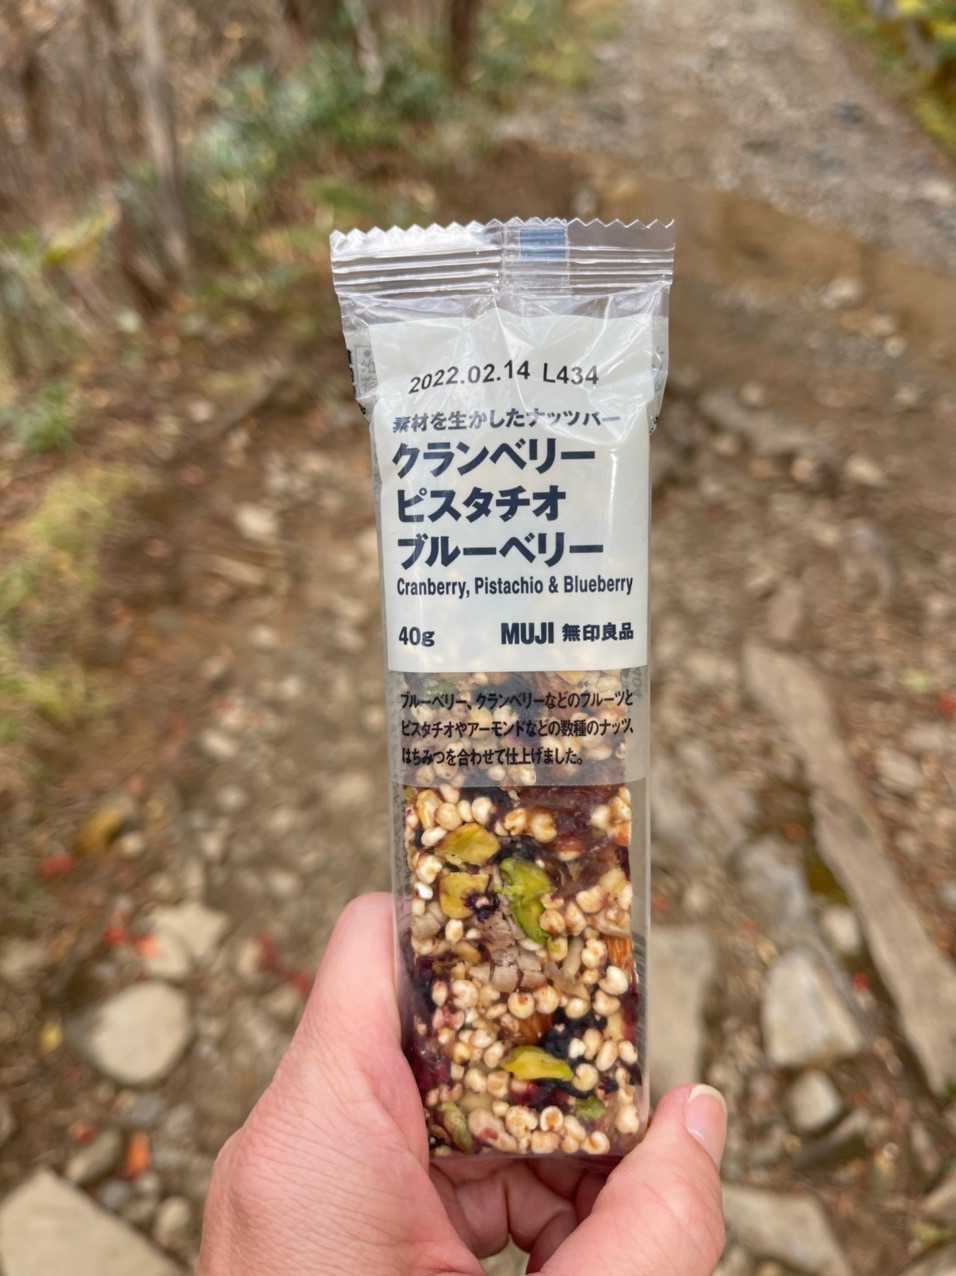 2022.02.14 L434
素材を生かしたナッツバー
クランベリー
ピスタチオ
ブルーベリー
Cranberry, Pistachio & Blueberry
40g MUJI 無印良品
ブルーベリー、クランベリーなどのフルーツと
ピスタチオやアーモンドなどの数種のナッツ、
はちみつを合わせて仕上げました。